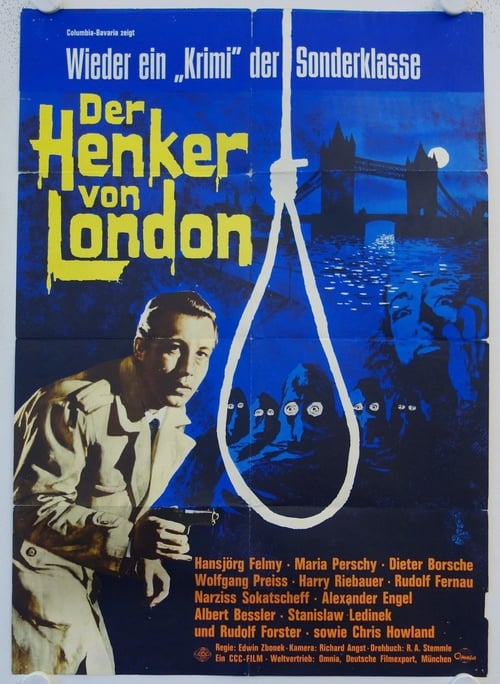 Columbia-Bavaria zeigt
Wieder ein „Krimi” der Sonderklasse
Der
Henker
von
London
Hansjörg Felmy · Maria Perschy · Dieter Borsche
Wolfgang Preiss · Harry Riebauer · Rudolf Fernau
Narziss Sokatscheff · Alexander Engel
Albert Bessler · Stanislaw Ledinek
und Rudolf Forster · sowie Chris Howland
Regie: Edwin Zbonek · Kamera: Richard Angst · Drehbuch: R. A. Stemmle
Ein CCC-FILM · Weltvertrieb: Omnia, Deutsche Filmexport, München
Omnia